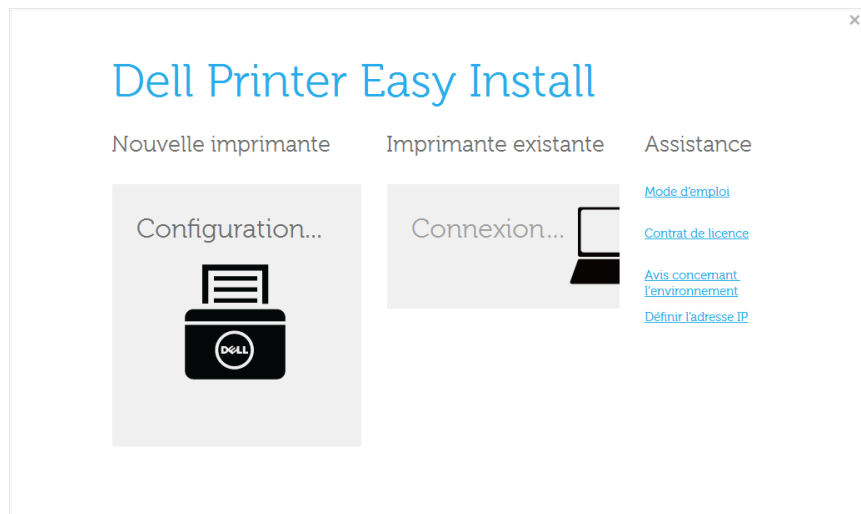 Dell Printer Easy Install
Nouvelle imprimante
Configuration...
DELL
Imprimante existante
Connexion...
Assistance
Mode d'emploi
Contrat de licence
Avis concernant
l'environnement
Définir l'adresse IP